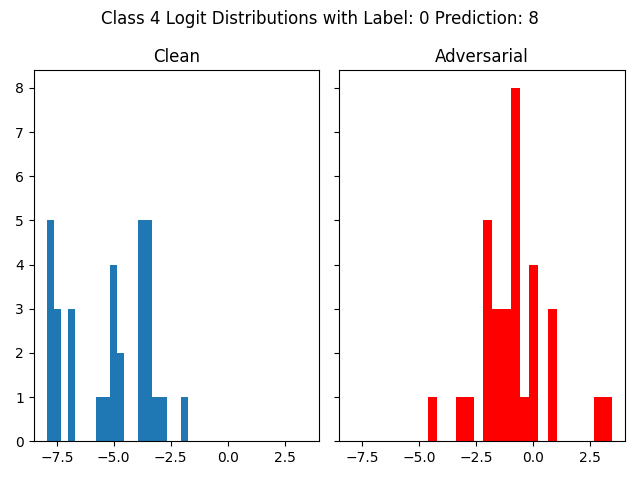 Class 4 Logit Distributions with Label: 0 Prediction: 8
Clean
Adversarial
8
7
6
5
4
3
2
1
0
−7.5 −5.0 −2.5 0.0 2.5
−7.5 −5.0 −2.5 0.0 2.5